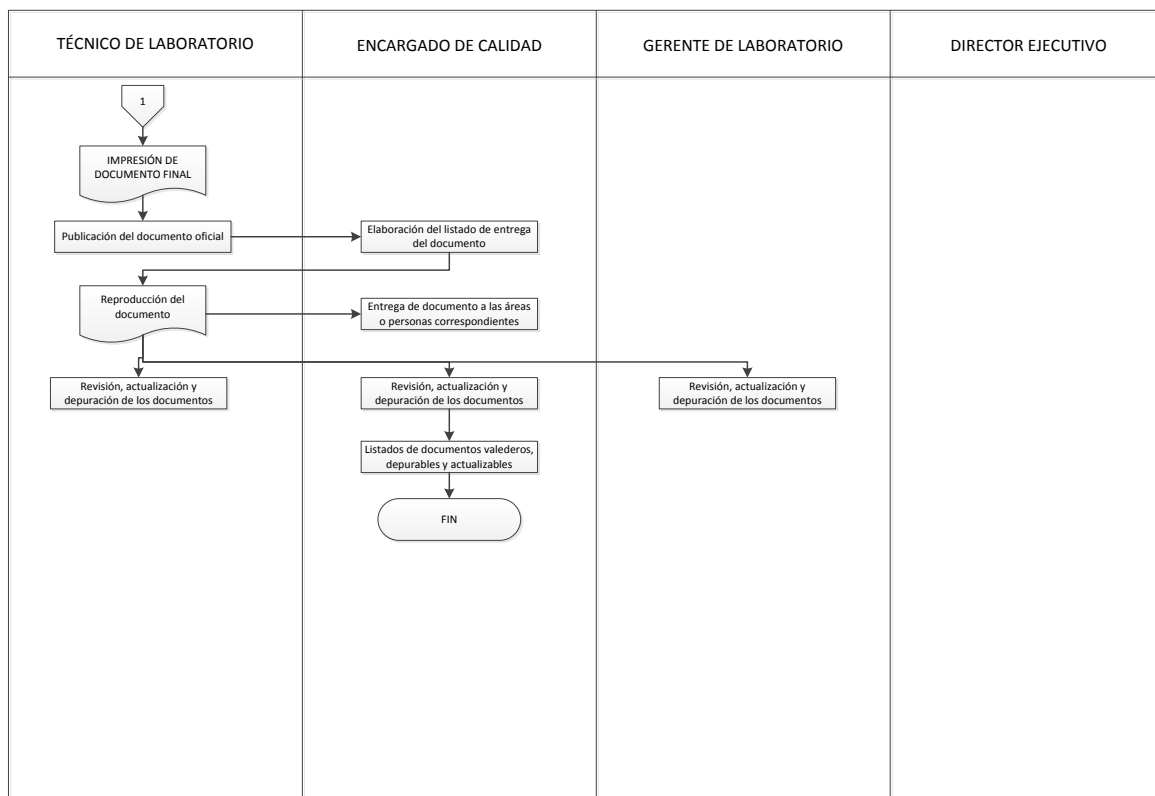 TÉCNICO DE LABORATORIO
ENCARGADO DE CALIDAD
GERENTE DE LABORATORIO
DIRECTOR EJECUTIVO
1
IMPRESIÓN DE
DOCUMENTO FINAL
Publicación del documento oficial
Elaboración del listado de entrega
del documento
Reproducción del
documento
Entrega de documento a las áreas
o personas correspondientes
Revisión, actualización y
depuración de los documentos
Revisión, actualización y
depuración de los documentos
Revisión, actualización y
depuración de los documentos
Listados de documentos valederos,
depurables y actualizables
FIN